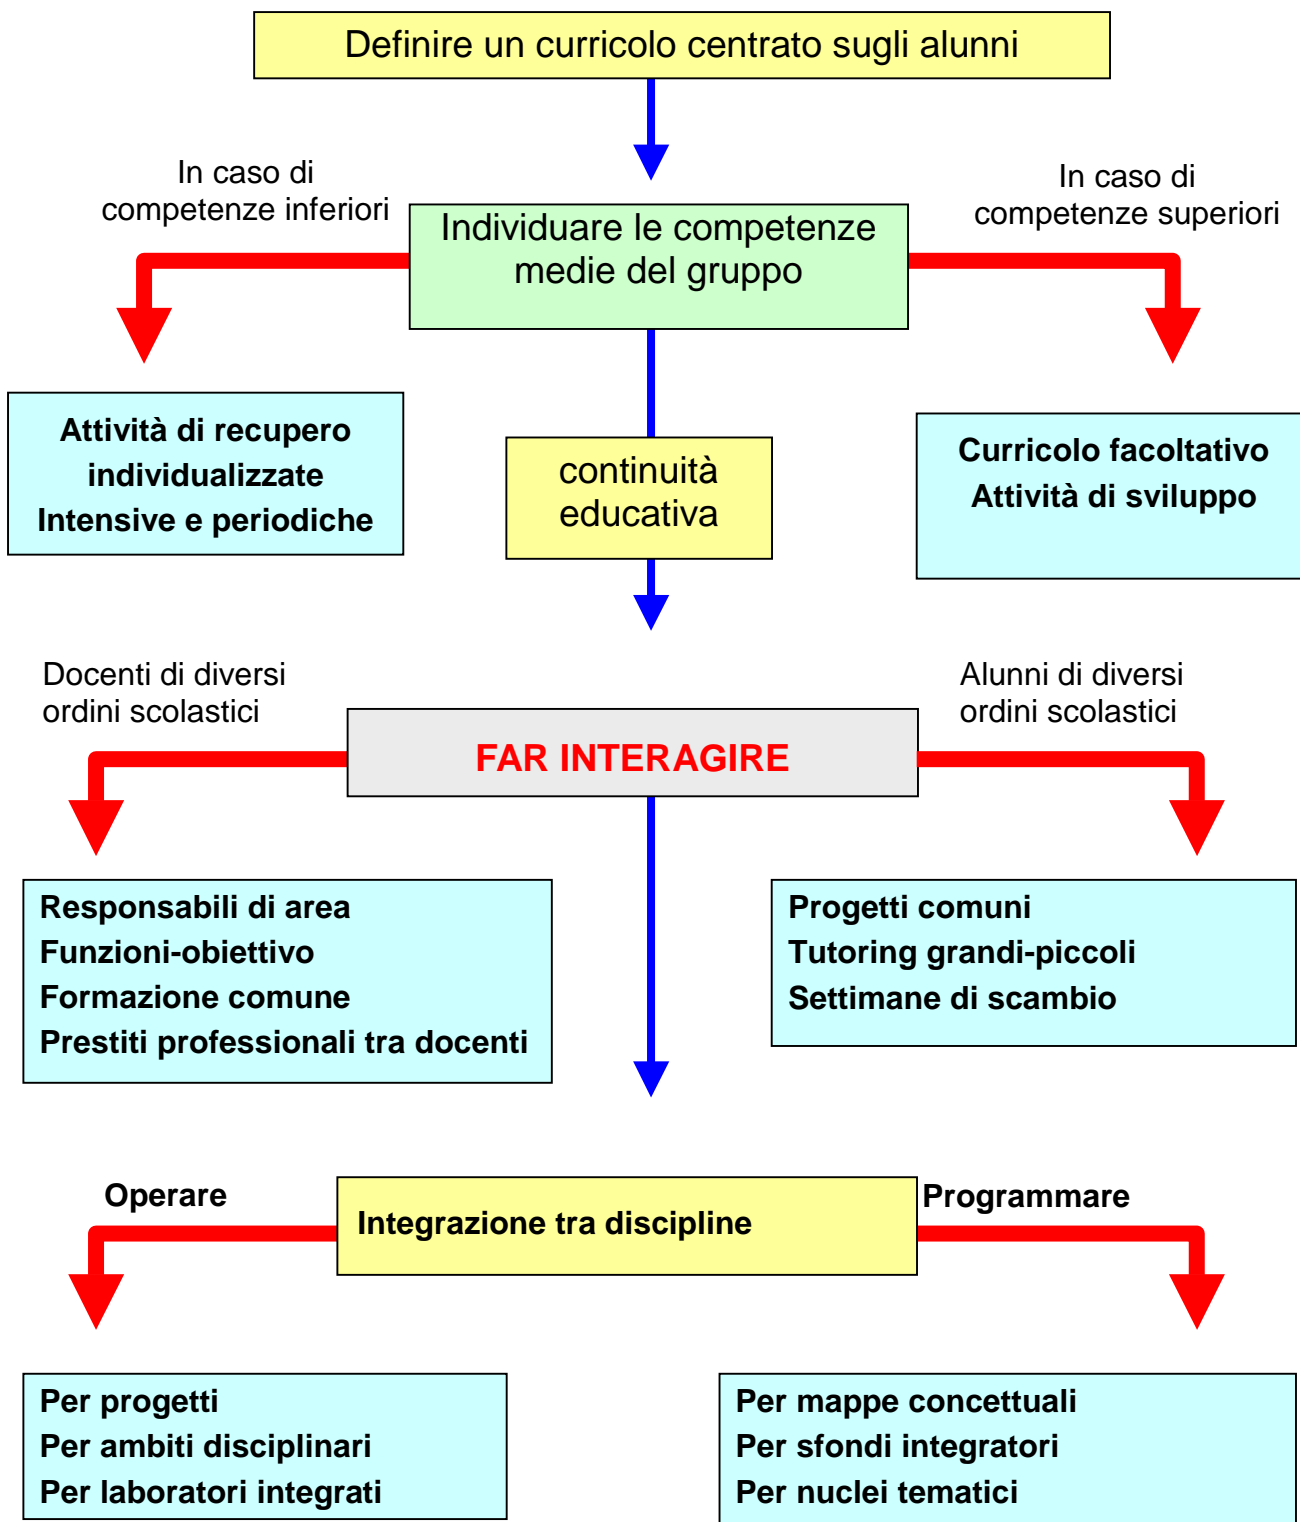 Definire un curricolo centrato sugli alunni
In caso di
competenze inferiori
In caso di
competenze superiori
Individuare le competenze
medie del gruppo
Attività di recupero
individualizzate
Intensive e periodiche
continuità
educativa
Curricolo facoltativo
Attività di sviluppo
Docenti di diversi
ordini scolastici
Alunni di diversi
ordini scolastici
FAR INTERAGIRE
Responsabili di area
Funzioni-obiettivo
Formazione comune
Prestiti professionali tra docenti
Progetti comuni
Tutoring grandi-piccoli
Settimane di scambio
Operare
Programmare
Integrazione tra discipline
Per progetti
Per ambiti disciplinari
Per laboratori integrati
Per mappe concettuali
Per sfondi integratori
Per nuclei tematici